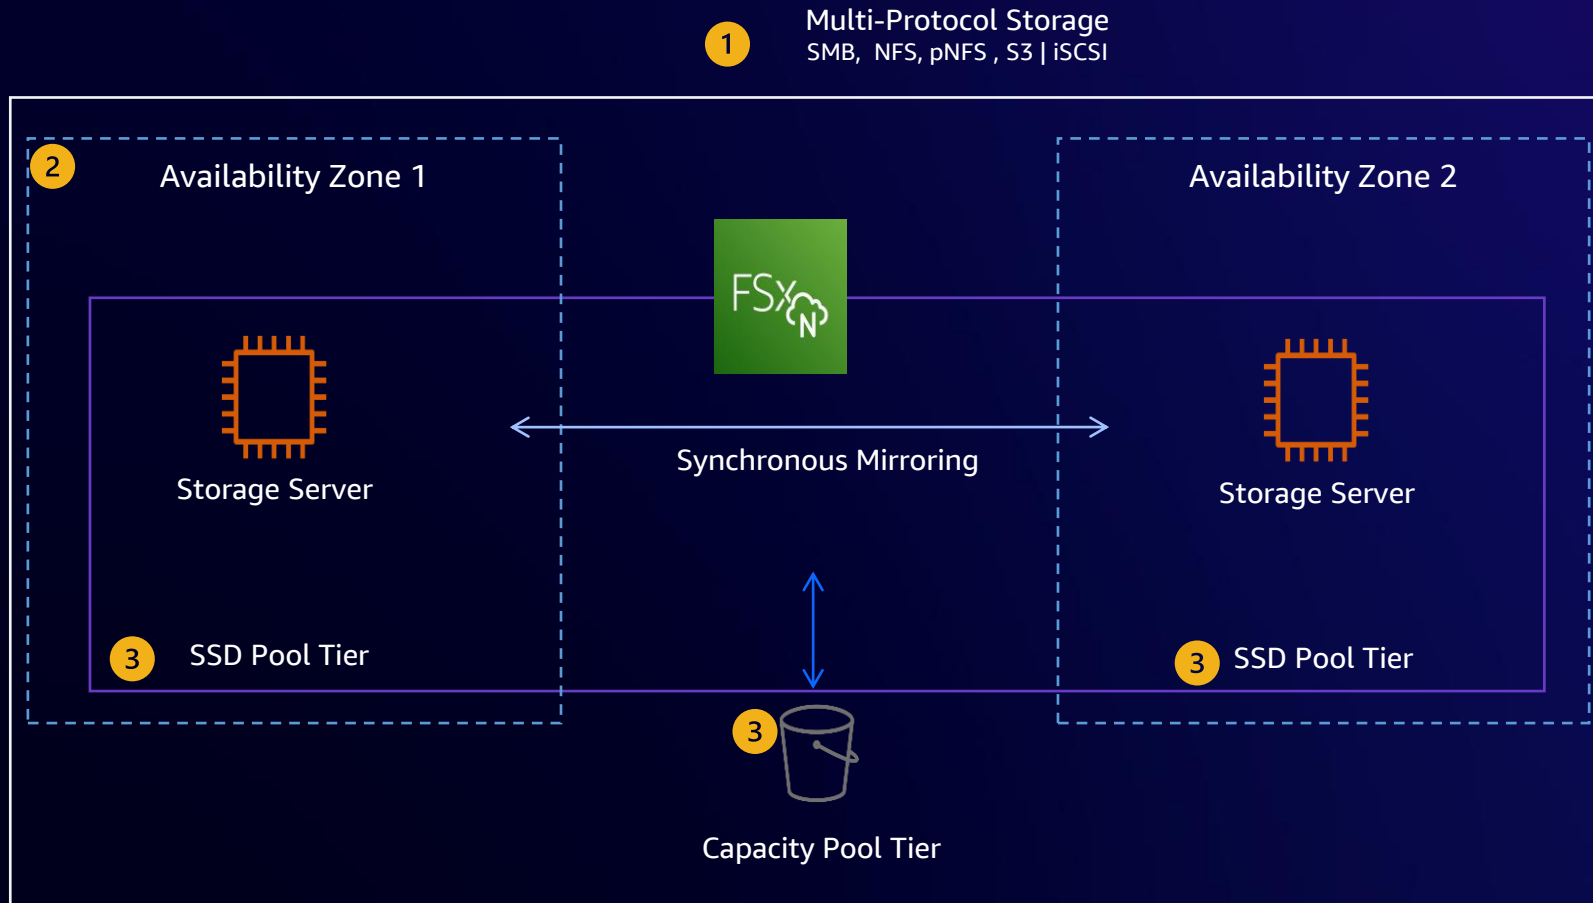 1
Multi-Protocol Storage
SMB, NFS, pNFS , S3 | iSCSI
2
Availability Zone 1
Availability Zone 2
FSx
N
Synchronous Mirroring
Storage Server
Storage Server
3
SSD Pool Tier
3
SSD Pool Tier
3
Capacity Pool Tier